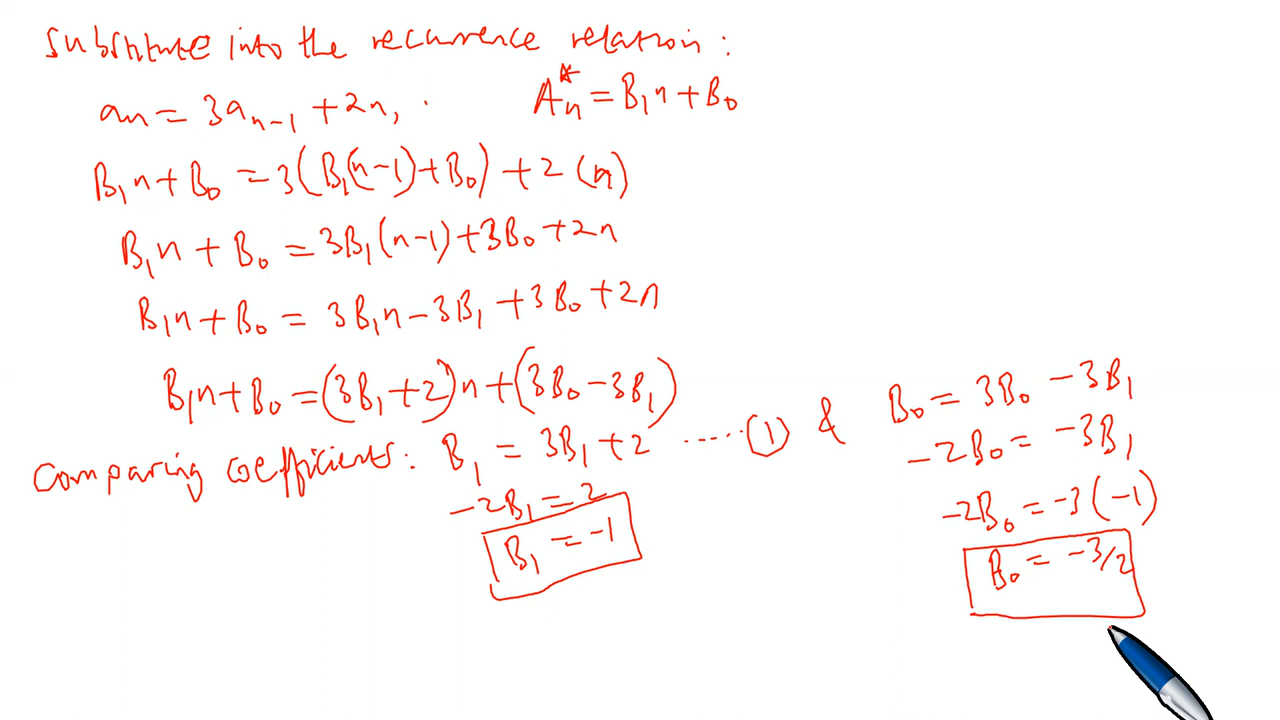 Substitute into the recurrence relation:
aₙ = 3aₙ₋₁ + 2n, Aₙ* = B₁n + B₀
B₁n + B₀ = 3(B₁(n-1) + B₀) + 2(n)
B₁n + B₀ = 3B₁(n-1) + 3B₀ + 2n
B₁n + B₀ = 3B₁n - 3B₁ + 3B₀ + 2n
B₁n + B₀ = (3B₁ + 2)n + (3B₀ - 3B₁)
Comparing coefficients: B₁ = 3B₁ + 2 ..... (1) & B₀ = 3B₀ - 3B₁
-2B₁ = 2
B₁ = -1
-2B₀ = -3B₁
-2B₀ = -3(-1)
B₀ = -3/2